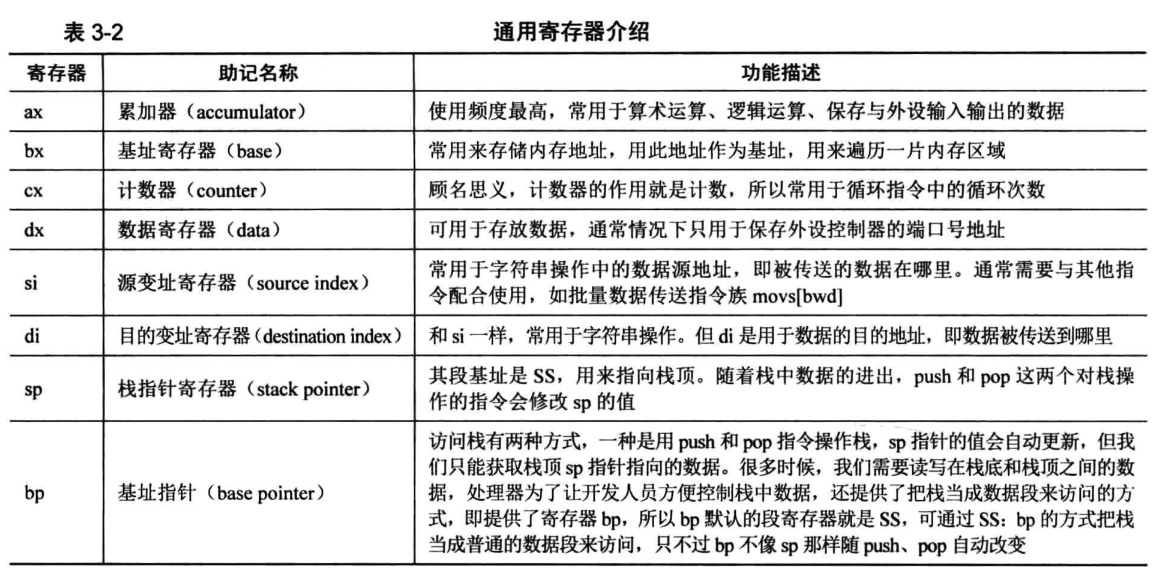 表 3-2 通用寄存器介绍
寄存器 助记名称 功能描述
ax 累加器（accumulator） 使用频度最高，常用于算术运算、逻辑运算、保存与外设输入输出的数据
bx 基址寄存器（base） 常用来存储内存地址，用此地址作为基址，用来遍历一片内存区域
cx 计数器（counter） 顾名思义，计数器的作用就是计数，所以常用于循环指令中的循环次数
dx 数据寄存器（data） 可用于存放数据，通常情况下只用于保存外设控制器的端口号地址
si 源变址寄存器（source index） 常用于字符串操作中的数据源地址，即被传送的数据在哪里。通常需要与其他指
令配合使用，如批量数据传送指令族 movs[bwd]
di 目的变址寄存器（destination index） 和 si 一样，常用于字符串操作。但 di 是用于数据的目的地址，即数据被传送到哪里
sp 栈指针寄存器（stack pointer） 其段基址是 SS，用来指向栈顶。随着栈中数据的进出，push 和 pop 这两个对栈操
作的指令会修改 sp 的值
bp 基址指针（base pointer） 访问栈有两种方式，一种是用 push 和 pop 指令操作栈，sp 指针的值会自动更新，但我
们只能获取栈顶 sp 指针指向的数据。很多时候，我们需要读写在栈底和栈顶之间的数
据，处理器为了让开发人员方便控制栈中数据，还提供了把栈当成数据段来访问的方
式，即提供了寄存器 bp，所以 bp 默认的段寄存器就是 SS，可通过 SS：bp 的方式把栈
当成普通的数据段来访问，只不过 bp 不像 sp 那样随 push、pop 自动改变